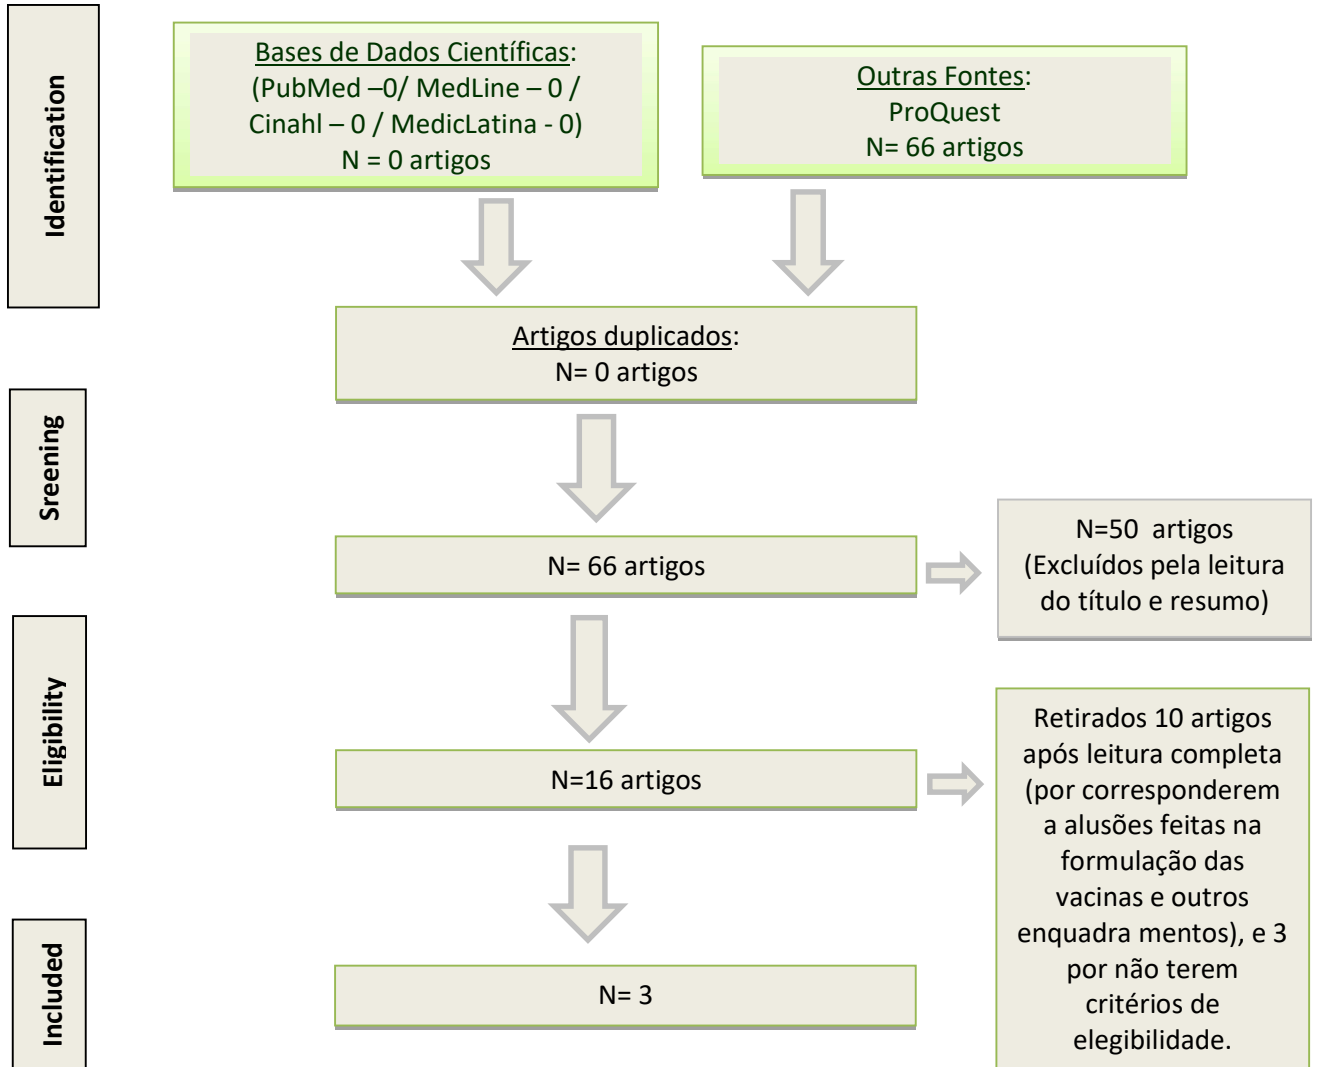 Identification
Bases de Dados Científicas:
(PubMed –0/ MedLine – 0 /
Cinahl – 0 / MedicLatina - 0)
N = 0 artigos
Outras Fontes:
ProQuest
N= 66 artigos
Artigos duplicados:
N= 0 artigos
Sreening
N= 66 artigos
N=50 artigos
(Excluídos pela leitura
do título e resumo)
Eligibility
N=16 artigos
Retirados 10 artigos
após leitura completa
(por corresponderem
a alusões feitas na
formulação das
vacinas e outros
enquadra mentos), e 3
por não terem
critérios de
elegibilidade.
Included
N= 3